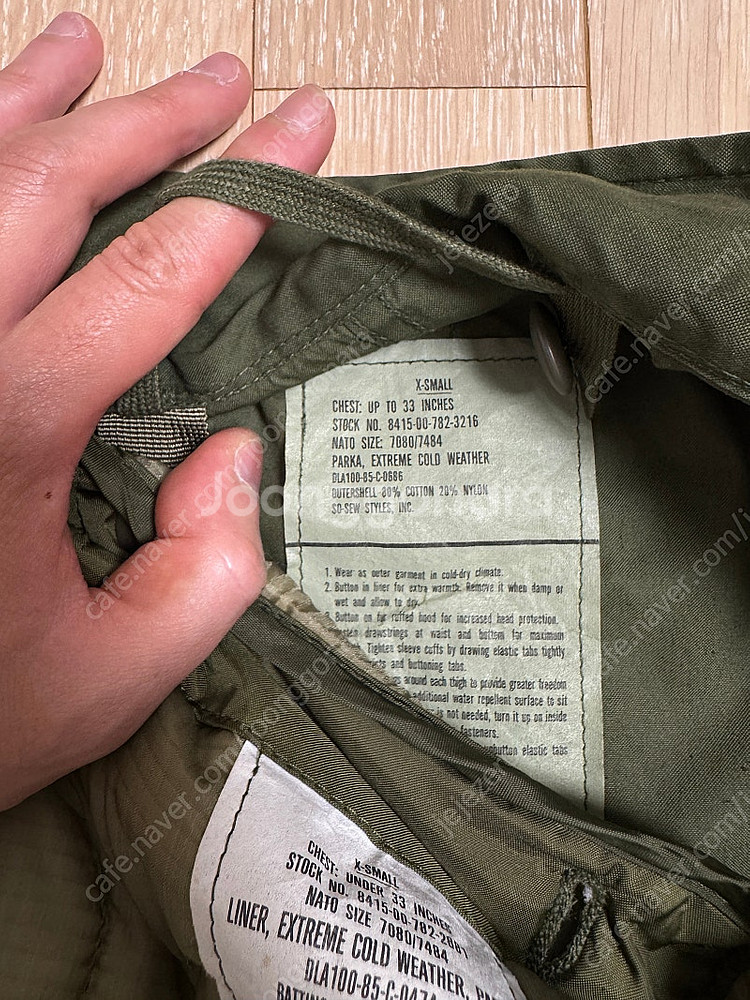 X-SMALL
CHEST: UP TO 33 INCHES
STOCK NO. 8415-00-782-3216
NATO SIZE: 7080/7484
PARKA, EXTREME COLD WEATHER
DLA100-85-C-0686
OUTERSHELL 80% COTTON 20% NYLON
SO-SEW STYLES, INC.
Joonggonara
1. Wear as outer garment in cold-dry climate.
2. Button in liner for extra warmth. Remove it when damp or
wet and allow to dry.
Button on fur ruffed hood for increased head protection.
drawstrings at waist and bottom for maximum
Tighten sleeve cuffs by drawing elastic tabs tightly
and buttoning tabs.
around each thigh to provide greater freedom
additional water repellent surface to sit
is not needed, turn it up on inside
fasteners.
unbutton elastic tabs
X-SMALL
CHEST: UNDER 33 INCHES
STOCK NO. 8415-00-782-
NATO SIZE 7080/7484
LINER, EXTREME COLD WEATHER,
DLA100-85-C-
cafe.naver.
jejezero